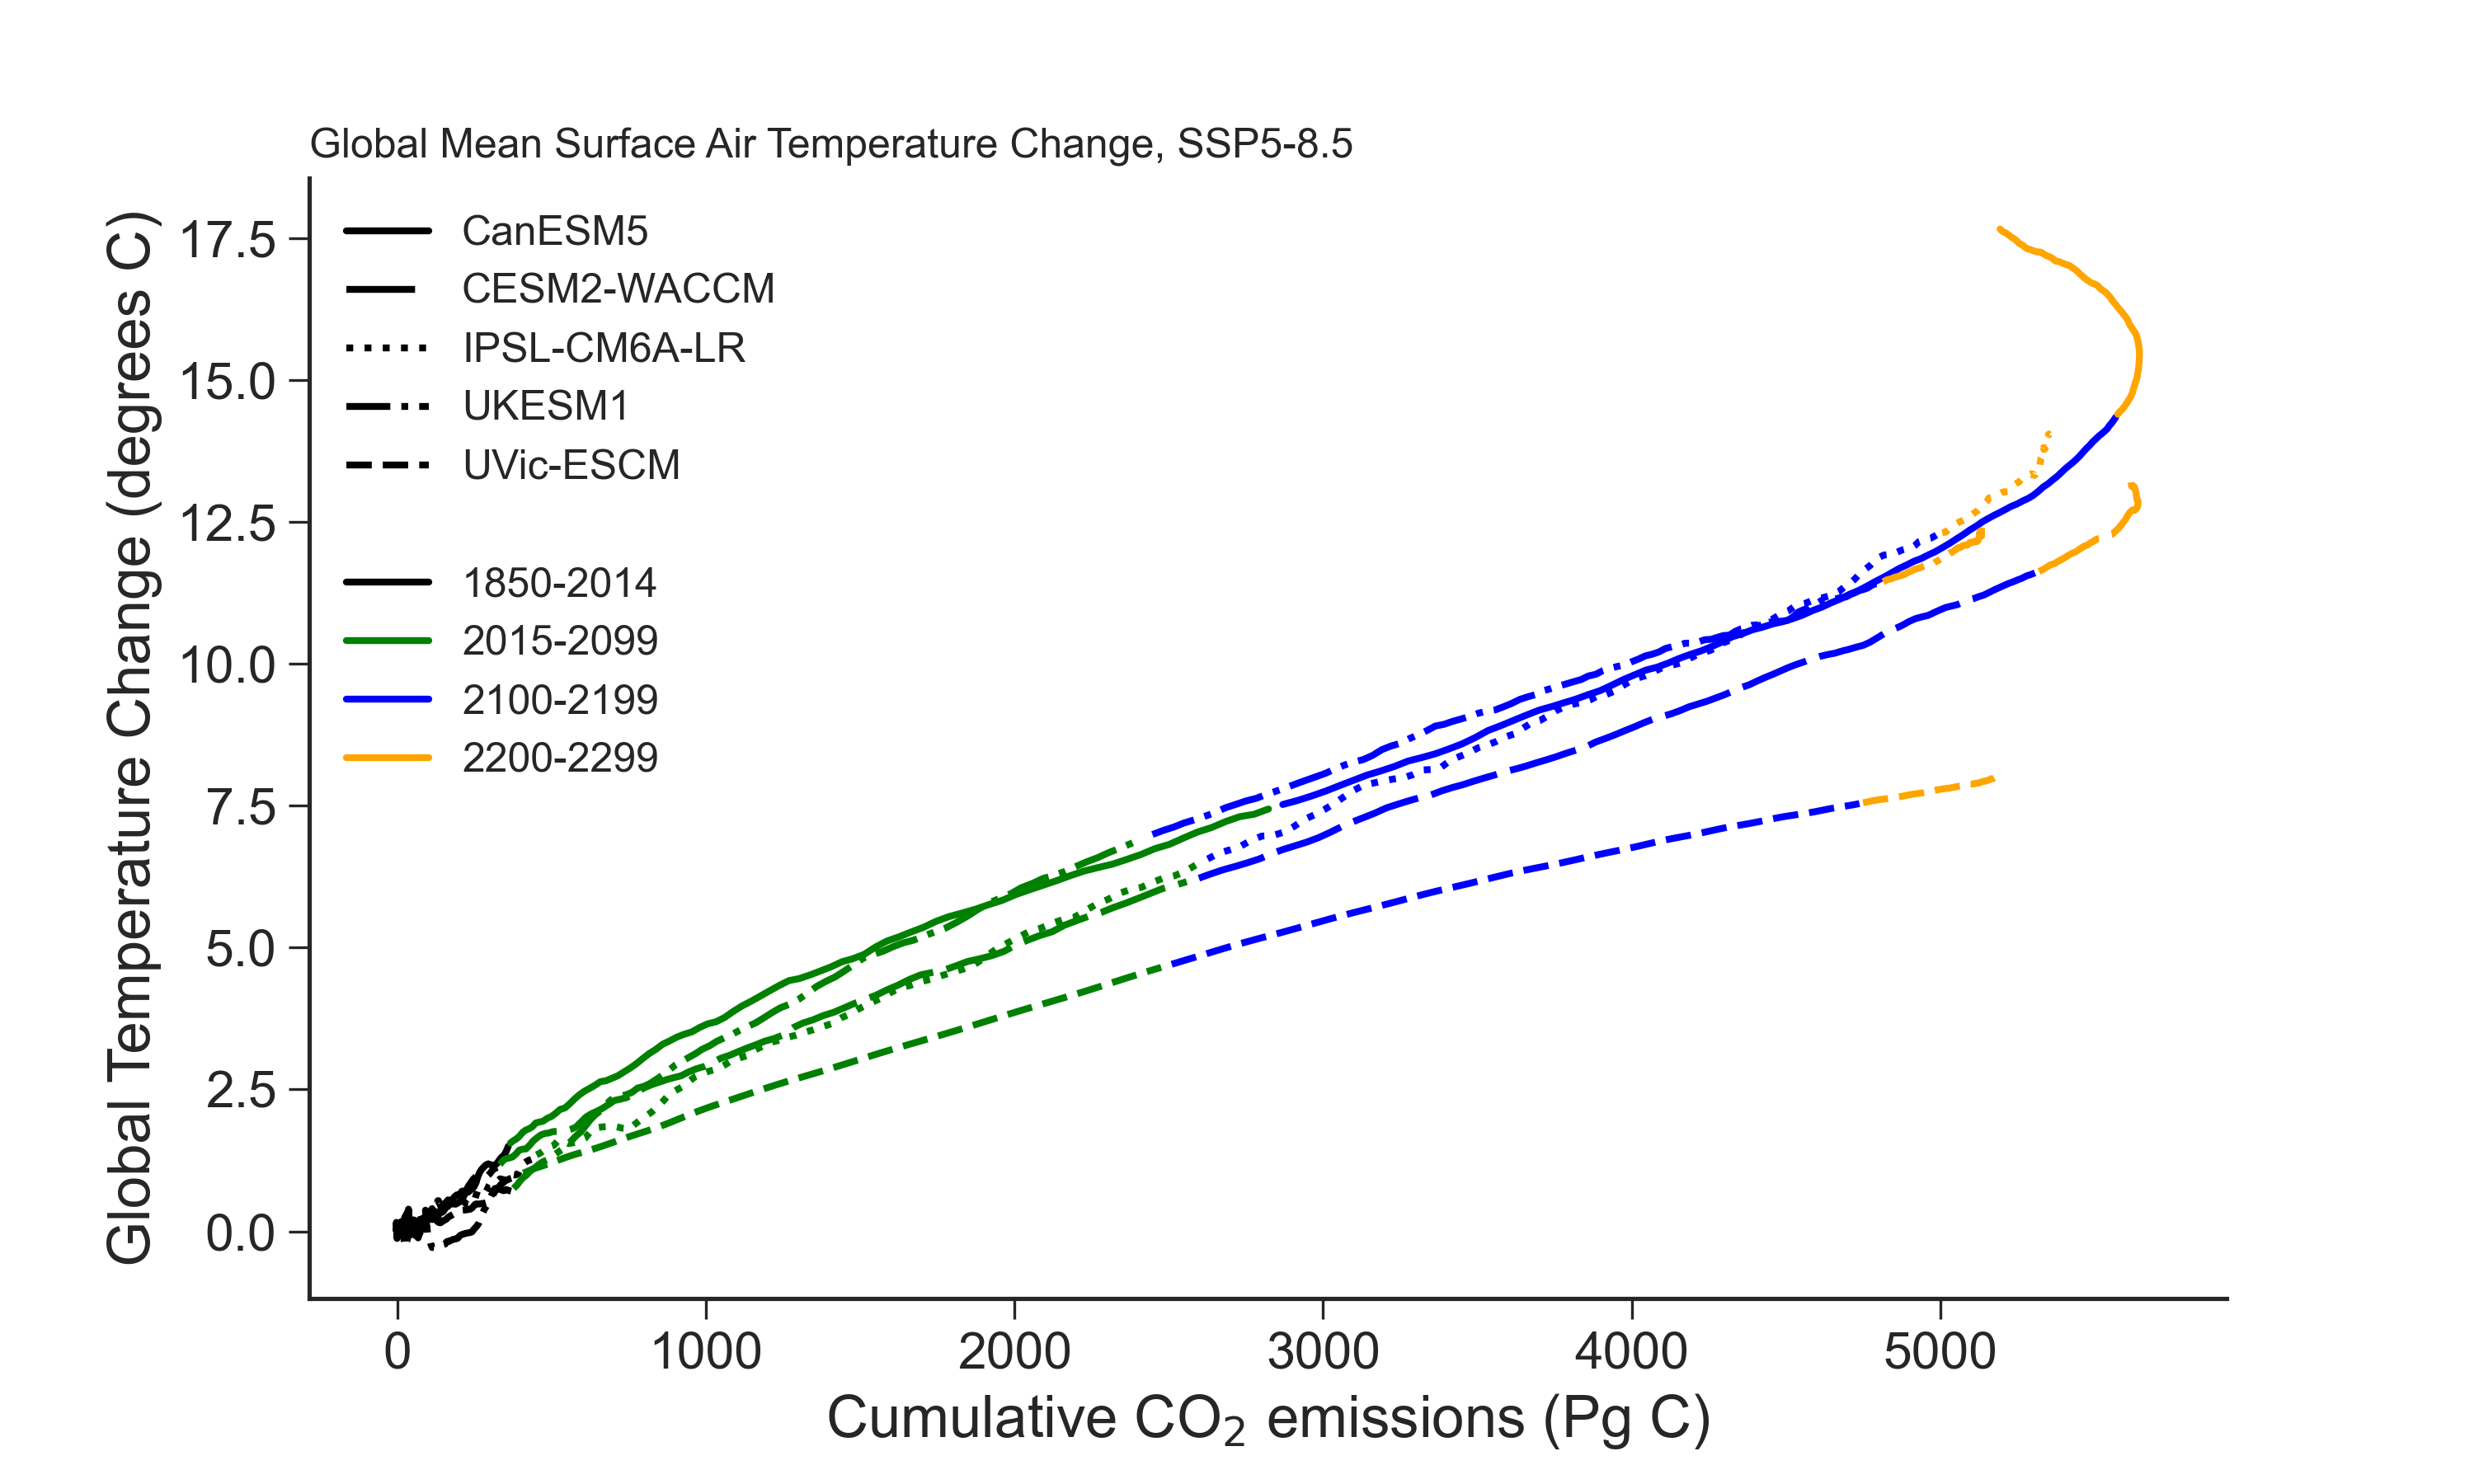 Global Mean Surface Air Temperature Change, SSP5-8.5
Global Temperature Change (degrees C)
17.5
15.0
12.5
10.0
7.5
5.0
2.5
0.0
CanESM5
CESM2-WACCM
IPSL-CM6A-LR
UKESM1
UVic-ESCM
1850-2014
2015-2099
2100-2199
2200-2299
0 1000 2000 3000 4000 5000
Cumulative CO₂ emissions (Pg C)